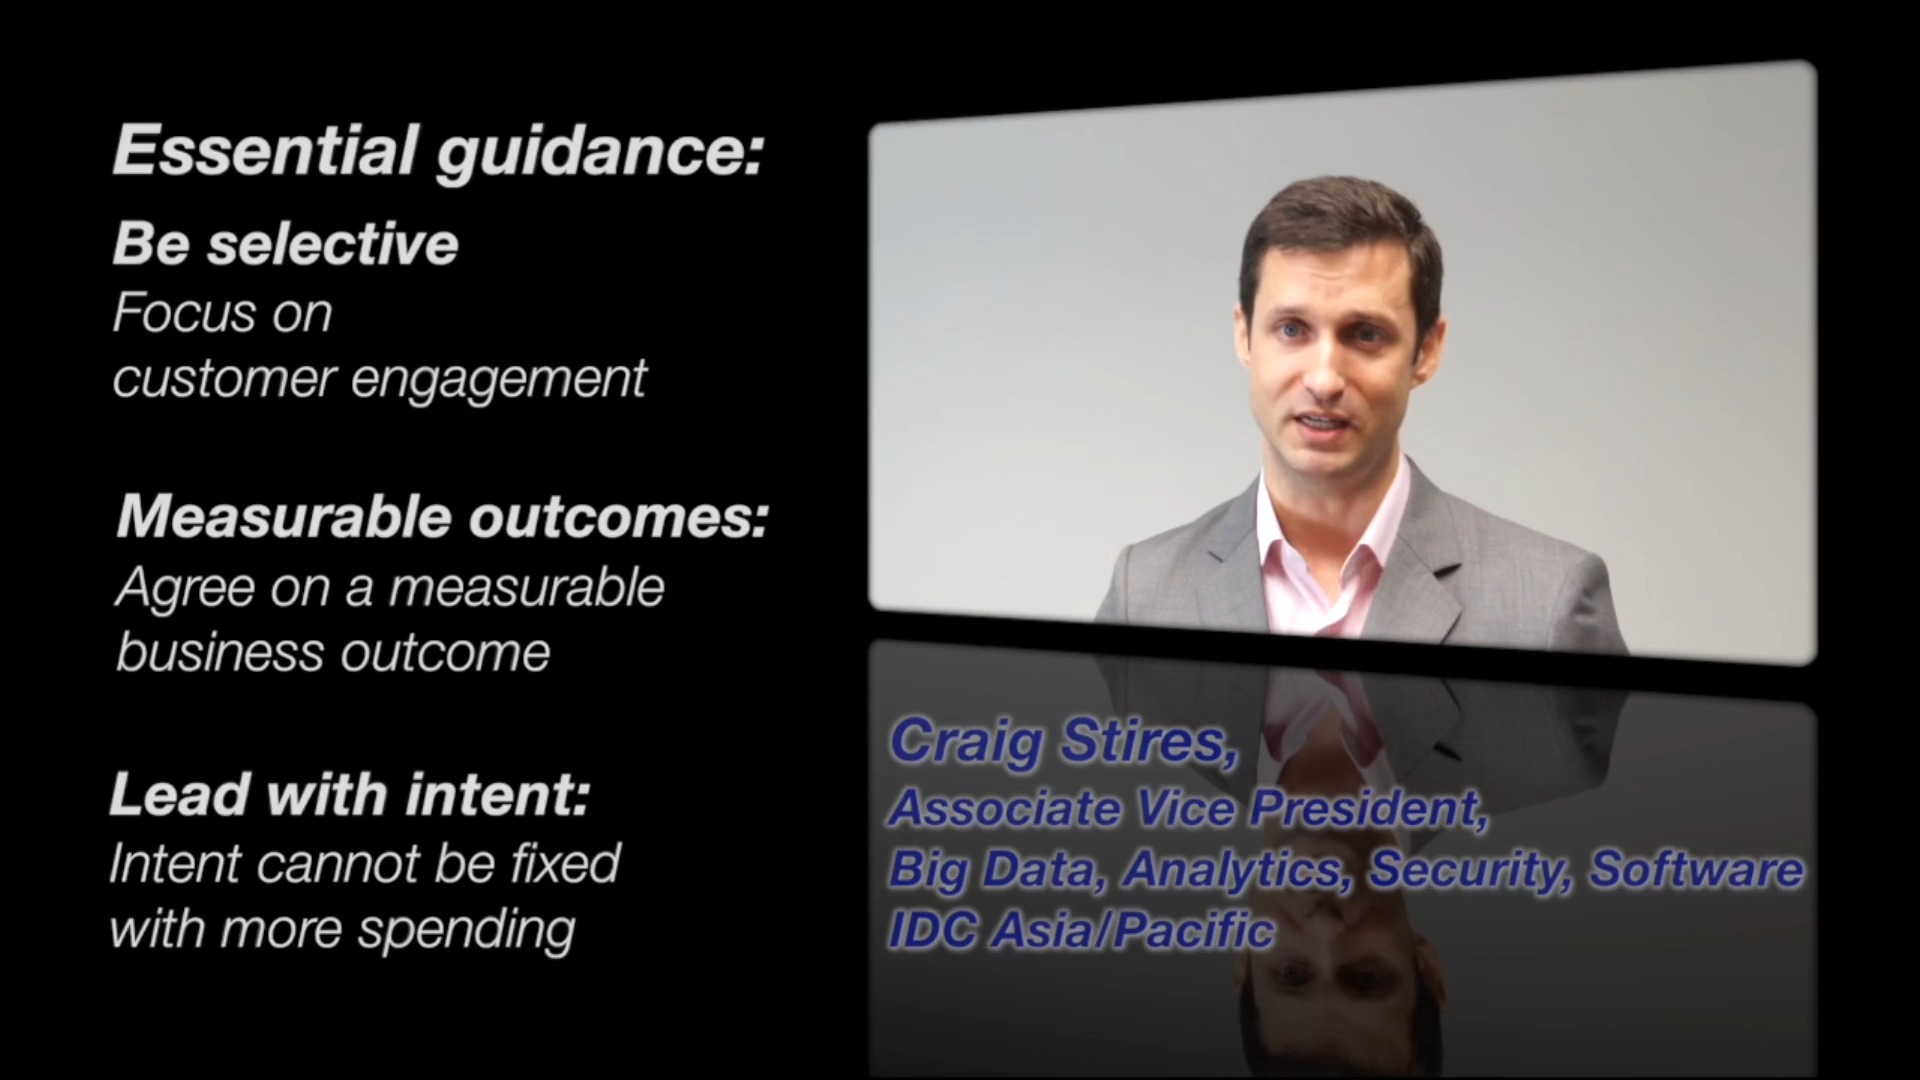 Essential guidance:
Be selective
Focus on
customer engagement
Measurable outcomes:
Agree on a measurable
business outcome
Lead with intent:
Intent cannot be fixed
with more spending
Craig Stires,
Associate Vice President,
Big Data, Analytics, Security, Software
IDC Asia/Pacific